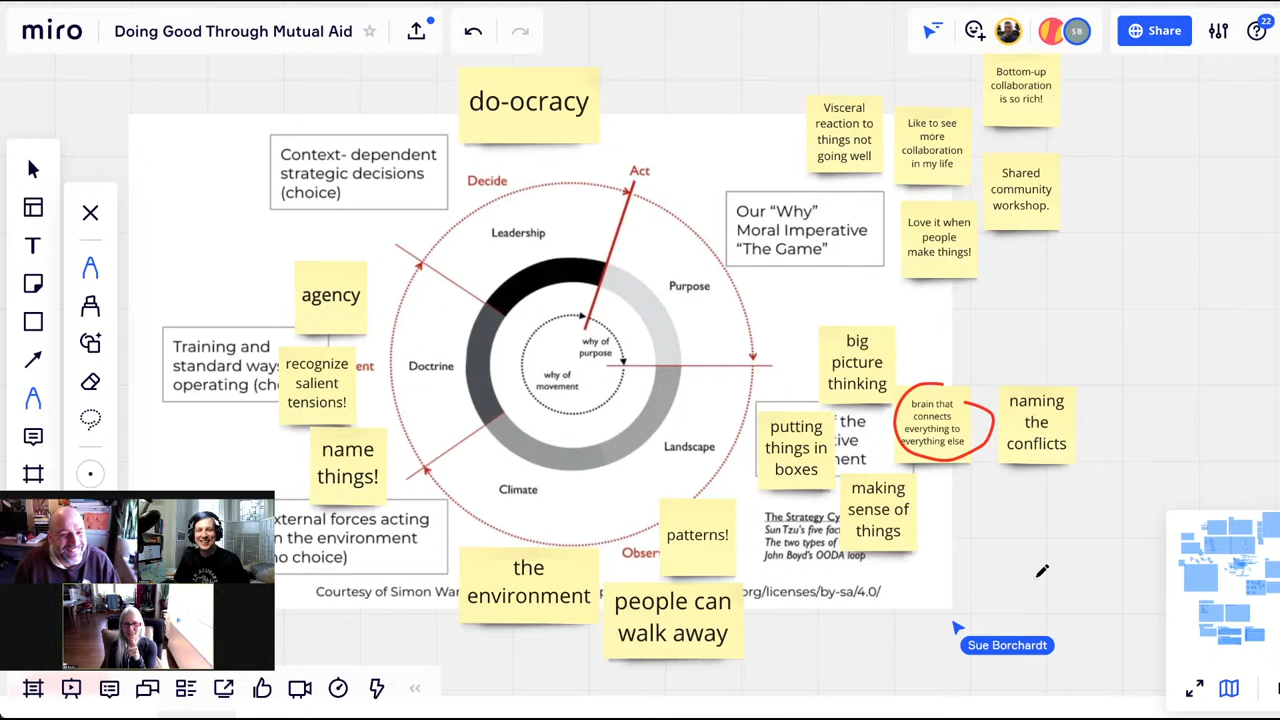 miro
Doing Good Through Mutual Aid
SB
Share
22
do-ocracy
Bottom-up
collaboration
is so rich!
Visceral
reaction to
things not
going well
Like to see
more
collaboration
in my life
Shared
community
workshop.
Love it when
people
make things!
Context- dependent
strategic decisions
(choice)
Decide
Act
Our “Why”
Moral Imperative
“The Game”
Leadership
Purpose
agency
Training and
standard ways
operating (ch
ent
recognize
salient
tensions!
Doctrine
why of
purpose
why of
movement
big
picture
thinking
brain that
connects
everything to
everything else
naming
the
conflicts
the
putting
things in
boxes
Landscape
name
things!
Climate
making
sense of
things
xternal forces acting
n the environment
no choice)
patterns!
The Strategy Cy
Sun Tzu's five fac
The two types of
John Boyd's OODA loop
Obser
the
environment
people can
walk away
Courtesy of Simon War
org/licenses/by-sa/4.0/
Sue Borchardt
T